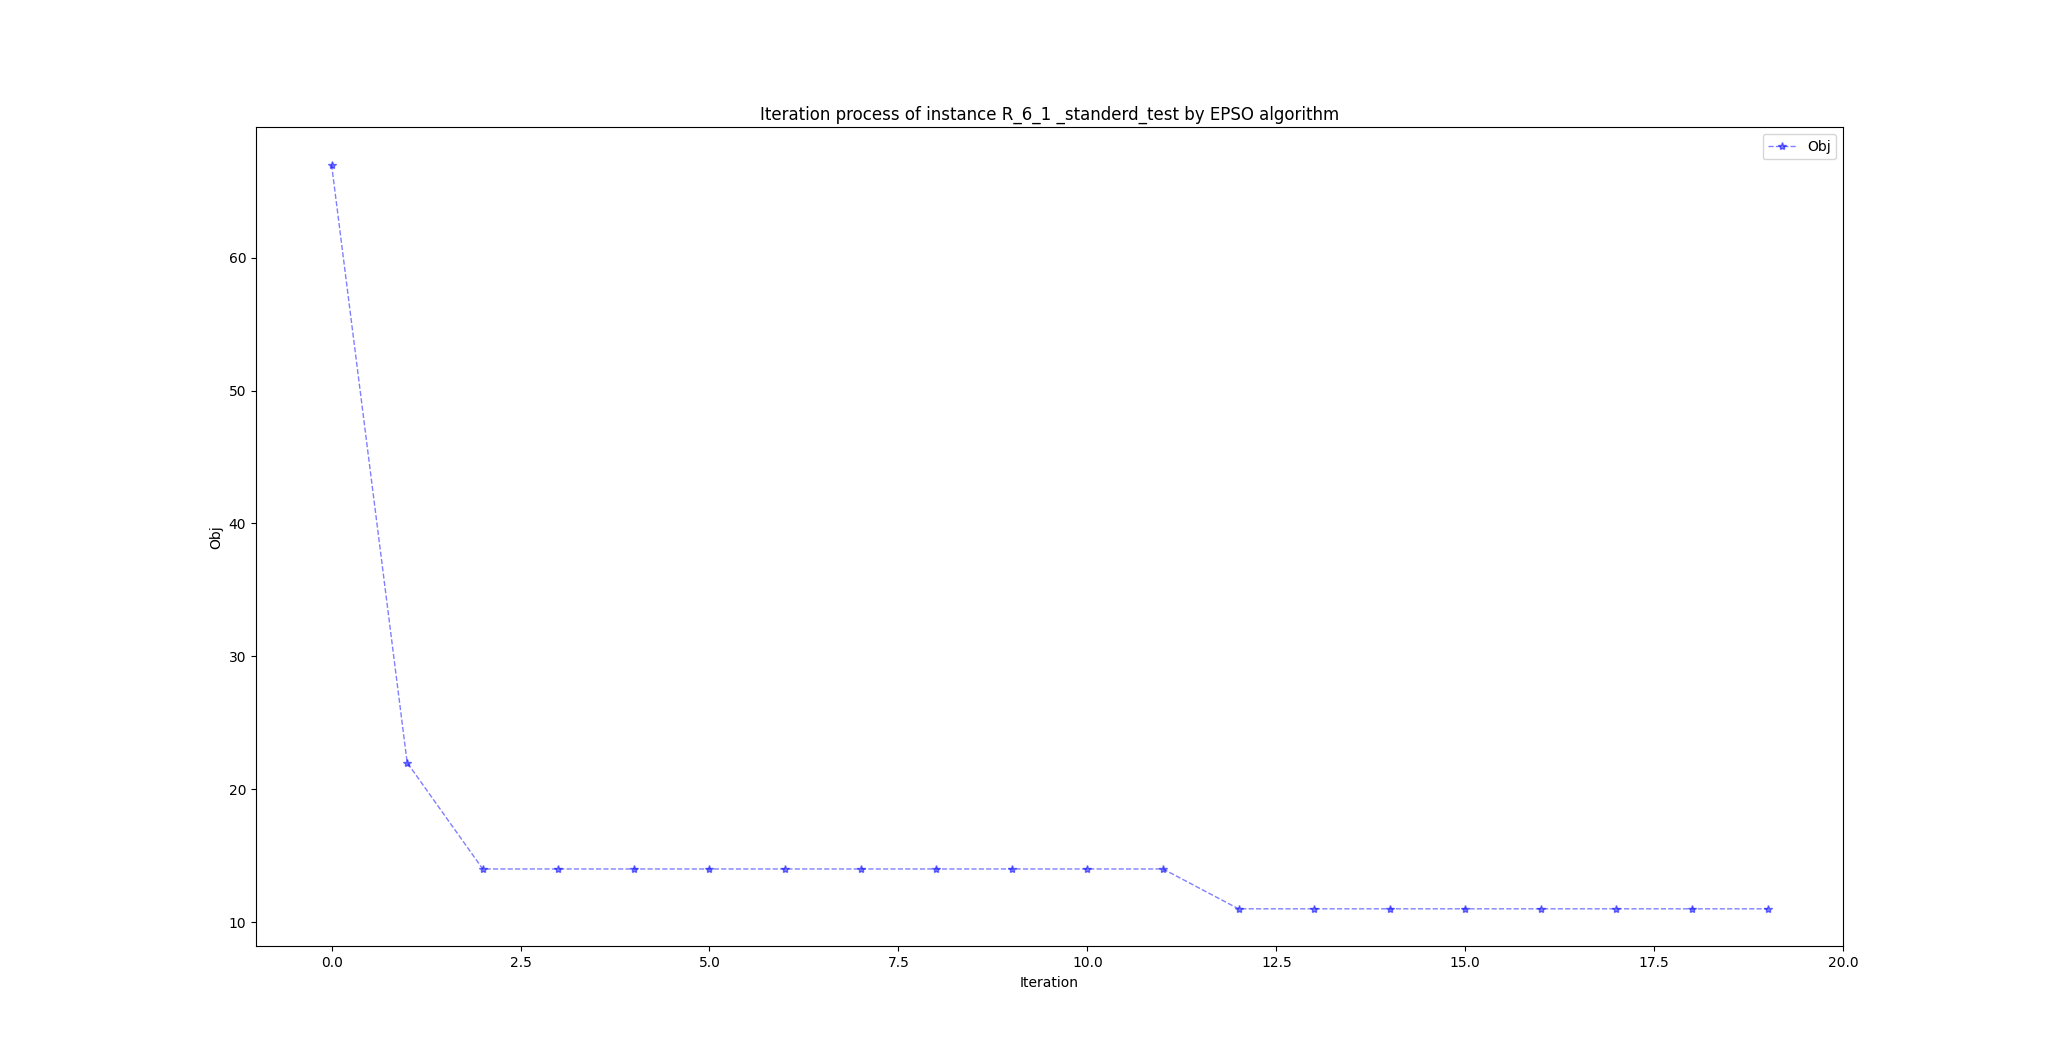 Iteration process of instance R_6_1 _standerd_test by EPSO algorithm
Obj
60
50
40
30
20
10
Obj
0.0 2.5 5.0 7.5 10.0 12.5 15.0 17.5 20.0
Iteration